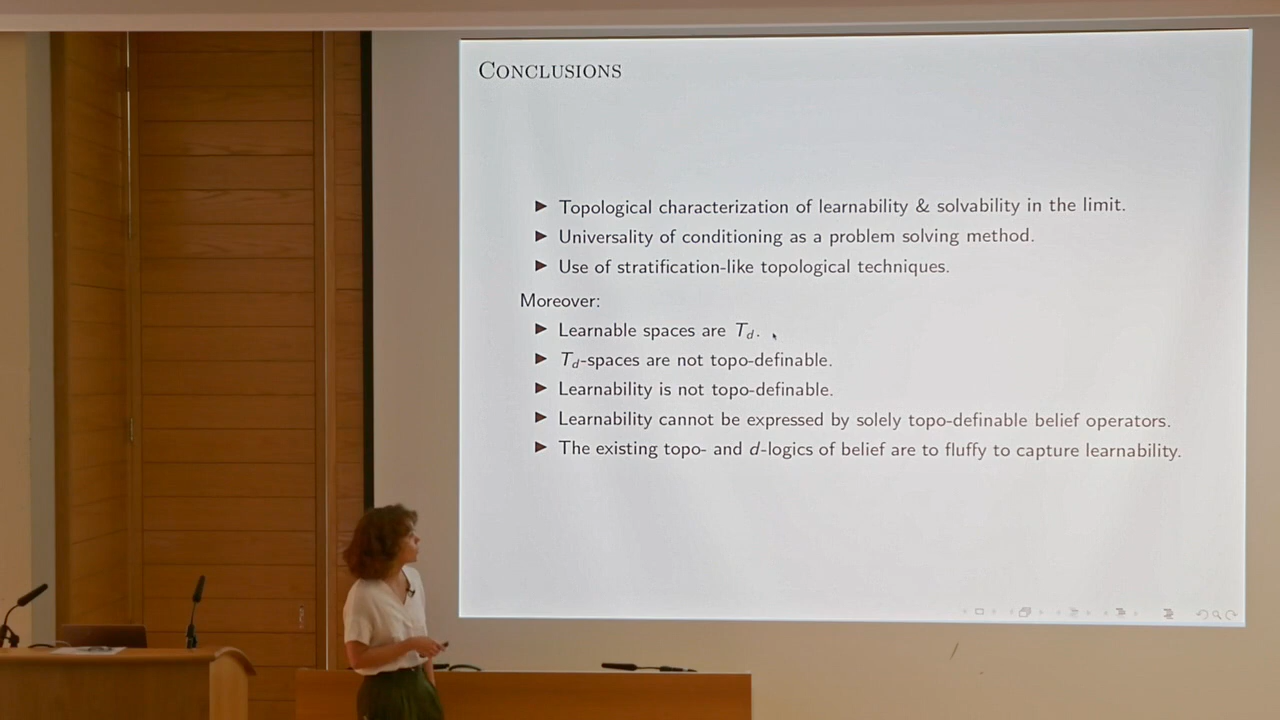 Conclusions
▶ Topological characterization of learnability & solvability in the limit.
▶ Universality of conditioning as a problem solving method.
▶ Use of stratification-like topological techniques.
Moreover:
▶ Learnable spaces are T_d.
▶ T_d-spaces are not topo-definable.
▶ Learnability is not topo-definable.
▶ Learnability cannot be expressed by solely topo-definable belief operators.
▶ The existing topo- and d-logics of belief are to fluffy to capture learnability.